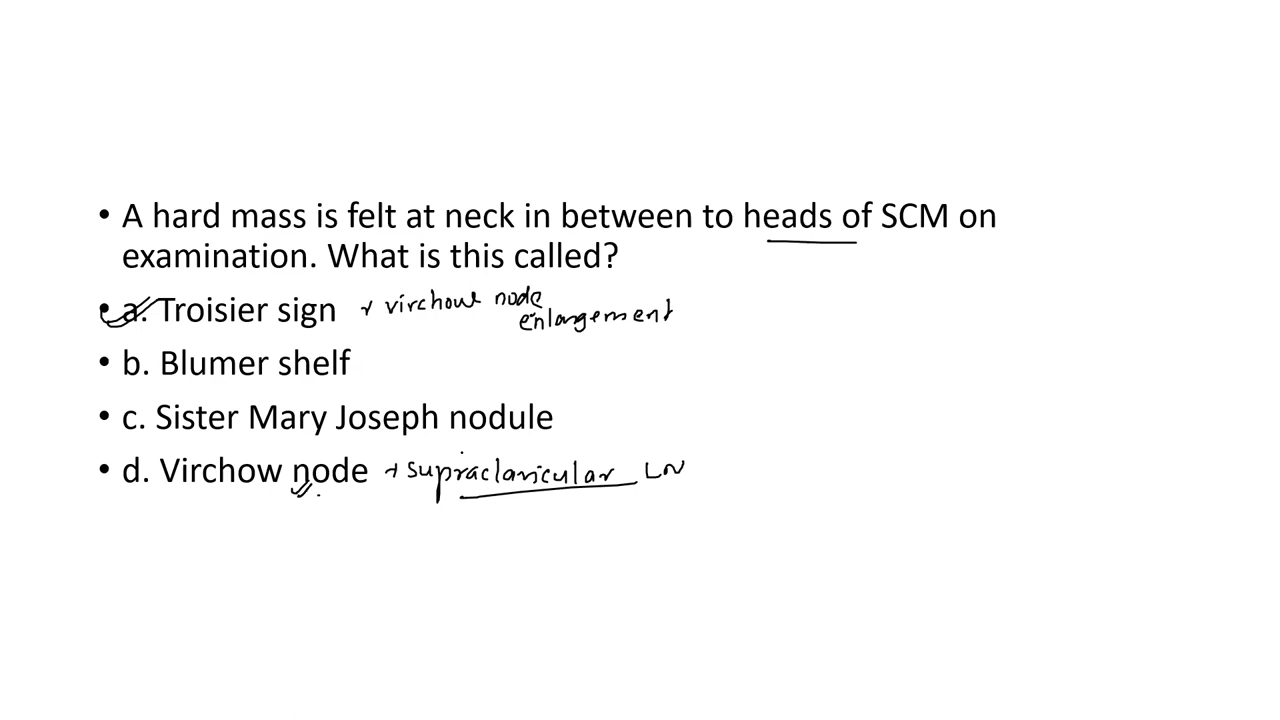 • A hard mass is felt at neck in between to heads of SCM on
examination. What is this called?
• a. Troisier sign → virchows node
enlargement
• b. Blumer shelf
• c. Sister Mary Joseph nodule
• d. Virchow node → supraclavicular LN